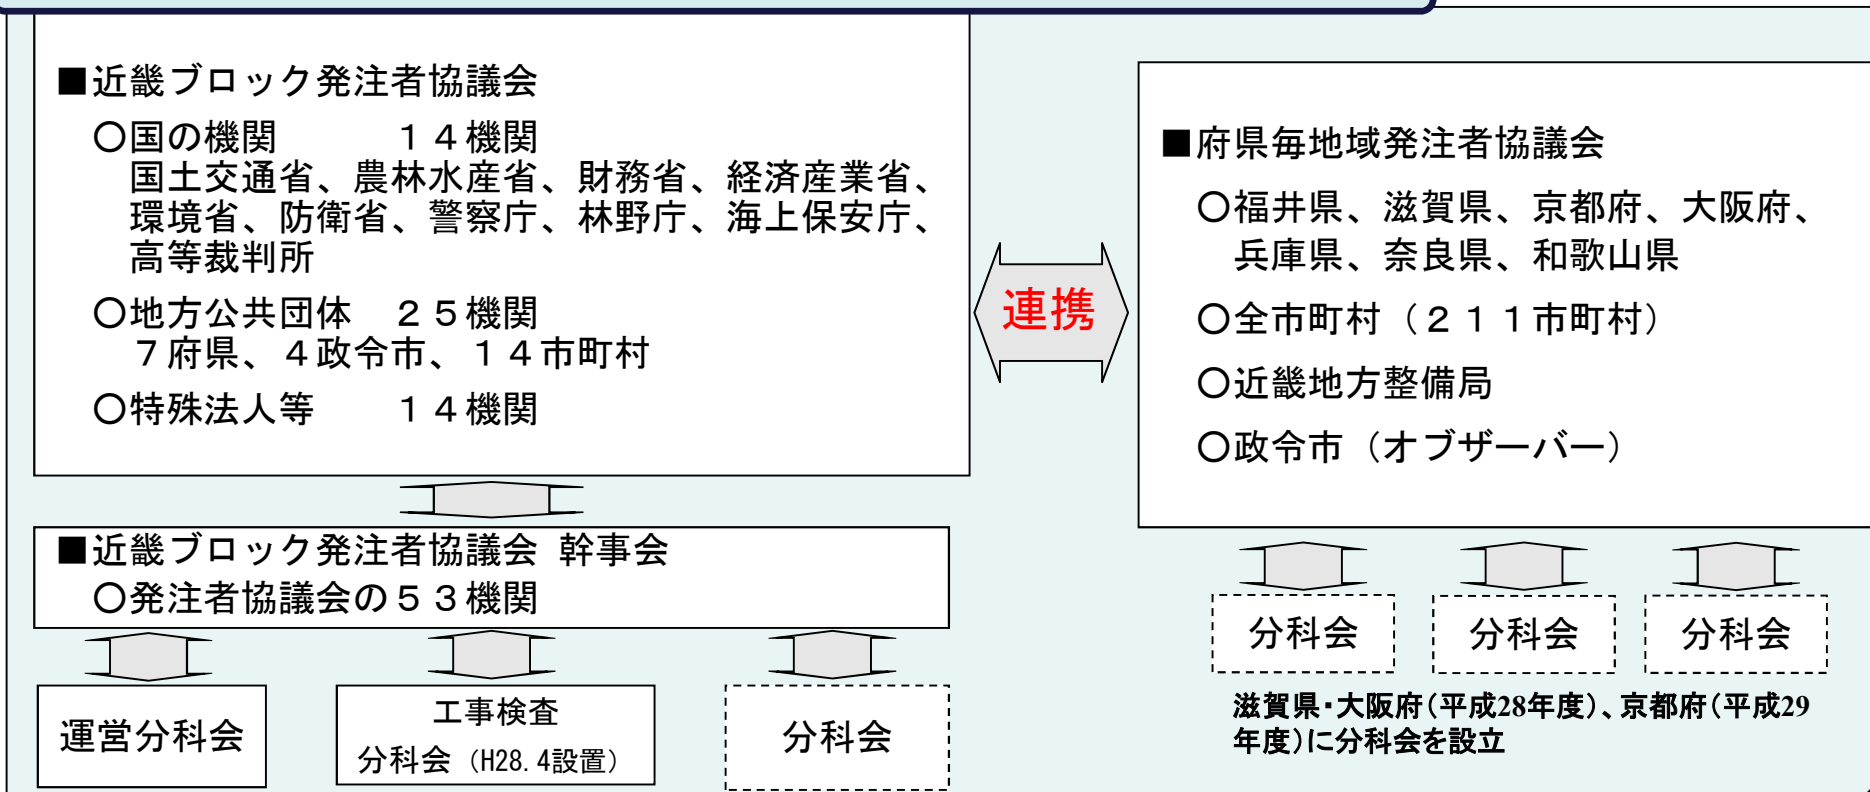 ■近畿ブロック発注者協議会
○国の機関　　　１４機関
国土交通省、農林水産省、財務省、経済産業省、
環境省、防衛省、警察庁、林野庁、海上保安庁、
高等裁判所
○地方公共団体　２５機関
７府県、４政令市、１４市町村
○特殊法人等　　１４機関
連携
■府県毎地域発注者協議会
○福井県、滋賀県、京都府、大阪府、
兵庫県、奈良県、和歌山県
○全市町村（２１１市町村）
○近畿地方整備局
○政令市（オブザーバー）
■近畿ブロック発注者協議会 幹事会
○発注者協議会の５３機関
運営分科会
工事検査
分科会（H28.4設置）
分科会
分科会
分科会
分科会
滋賀県・大阪府（平成28年度）、京都府（平成29
年度）に分科会を設立